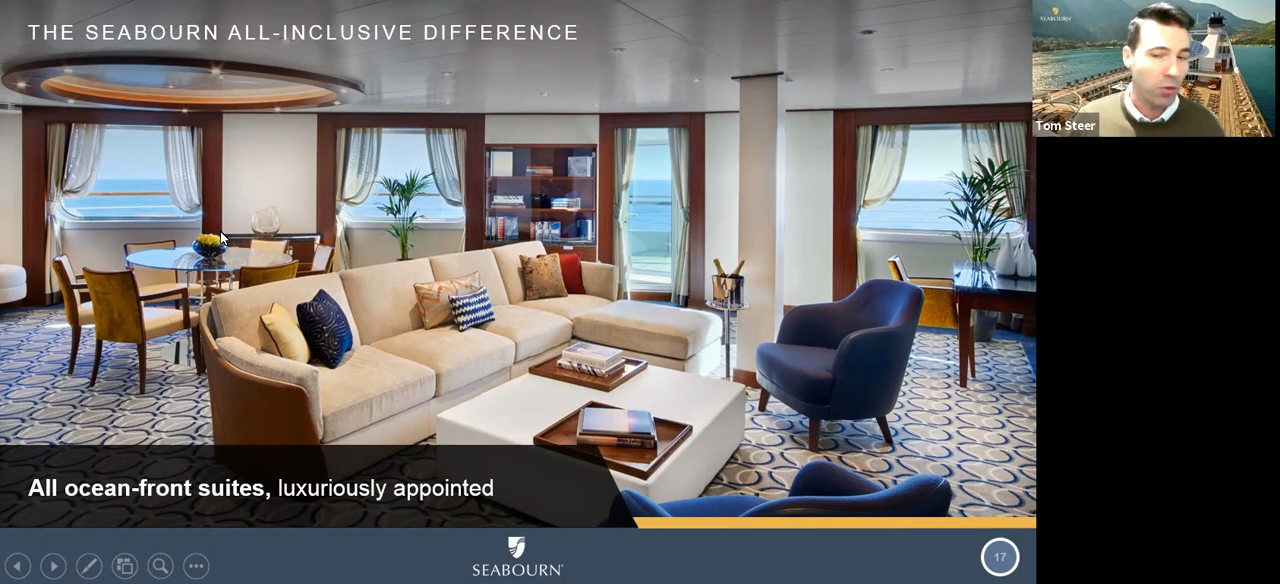 THE SEABOURN ALL-INCLUSIVE DIFFERENCE
SEABOURN
Tom Steer
All ocean-front suites, luxuriously appointed
SEABOURN®
17